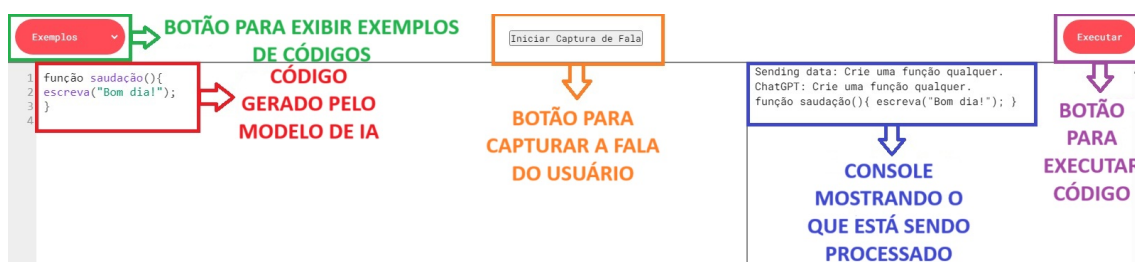 Exemplos
BOTÃO PARA EXIBIR EXEMPLOS
DE CÓDIGOS
Iniciar Captura de Fala
Executar
1 função saudação(){
2 escreva("Bom dia!");
3 }
4
CÓDIGO
GERADO PELO
MODELO DE IA
BOTÃO PARA
CAPTURAR A FALA
DO USUÁRIO
Sending data: Crie uma função qualquer.
ChatGPT: Crie uma função qualquer.
função saudação(){ escreva("Bom dia!"); }
CONSOLE
MOSTRANDO O
QUE ESTÁ SENDO
PROCESSADO
BOTÃO
PARA
EXECUTAR
CÓDIGO